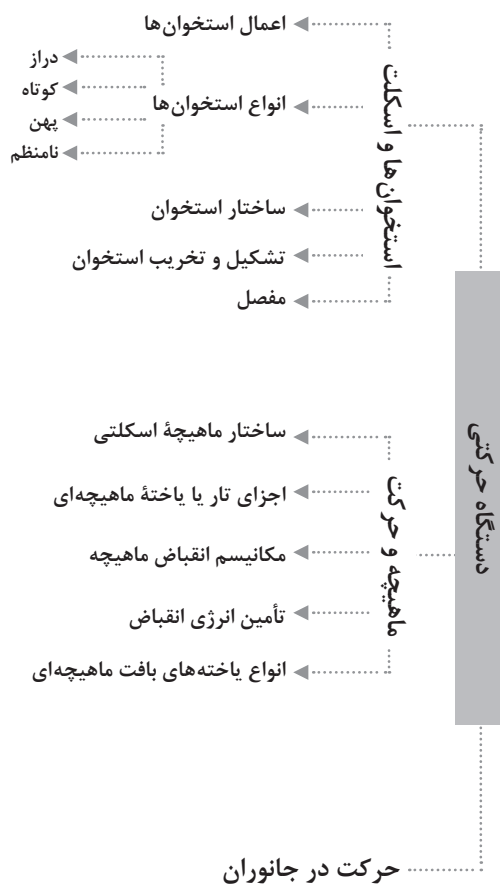 دستگاه حرکتی
استخوان‌ها و اسکلت
اعمال استخوان‌ها
انواع استخوان‌ها
دراز
کوتاه
پهن
نامنظم
ساختار استخوان
تشکیل و تخریب استخوان
مفصل
ماهیچه و حرکت
ساختار ماهیچۀ اسکلتی
اجزای تار یا یاختۀ ماهیچه‌ای
مکانیسم انقباض ماهیچه
تأمین انرژی انقباض
انواع یاخته‌های بافت ماهیچه‌ای
حرکت در جانوران